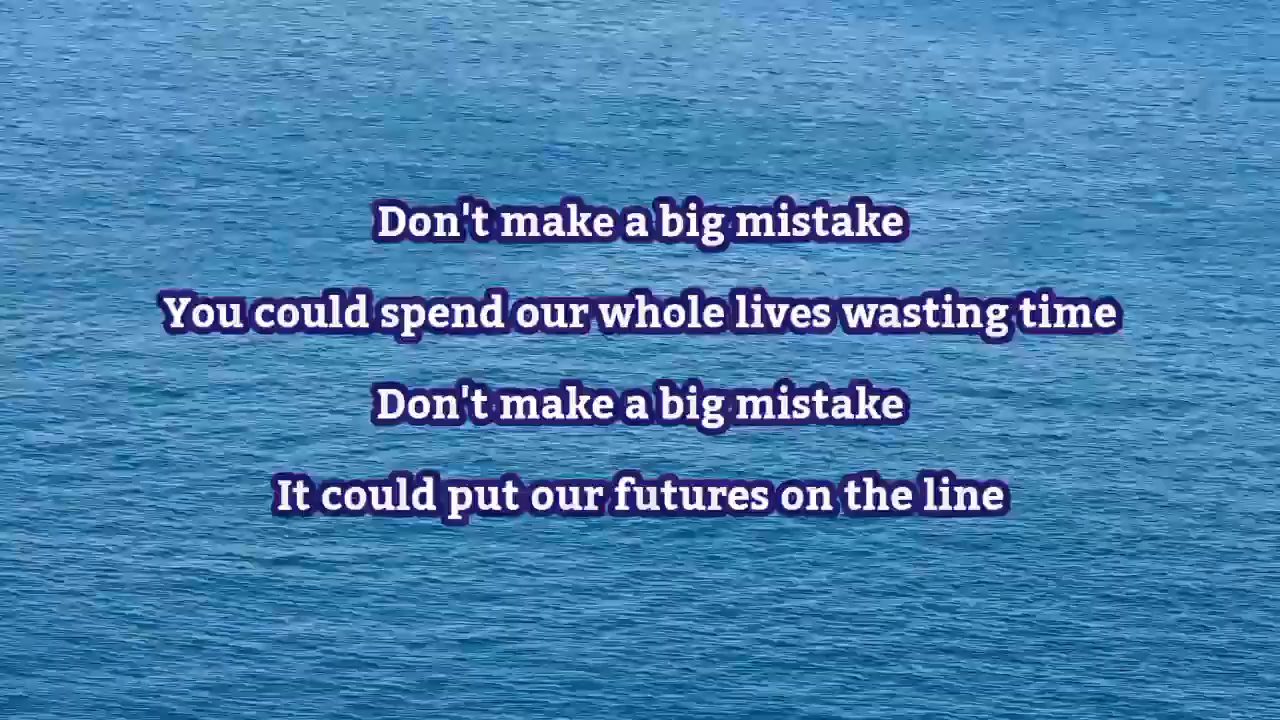 Don't make a big mistake
You could spend our whole lives wasting time
Don't make a big mistake
It could put our futures on the line